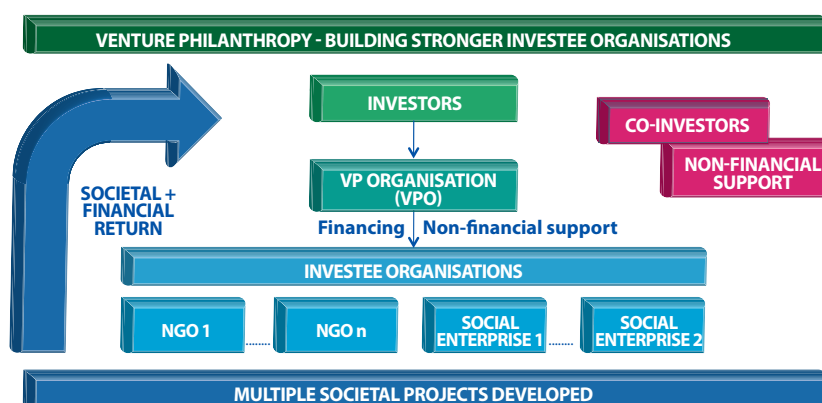 VENTURE PHILANTHROPY - BUILDING STRONGER INVESTEE ORGANISATIONS
INVESTORS
CO-INVESTORS
NON-FINANCIAL
SUPPORT
VP ORGANISATION
(VPO)
SOCIETAL +
FINANCIAL
RETURN
Financing
Non-financial support
INVESTEE ORGANISATIONS
NGO 1
........
NGO n
SOCIAL
ENTERPRISE 1
........
SOCIAL
ENTERPRISE 2
MULTIPLE SOCIETAL PROJECTS DEVELOPED